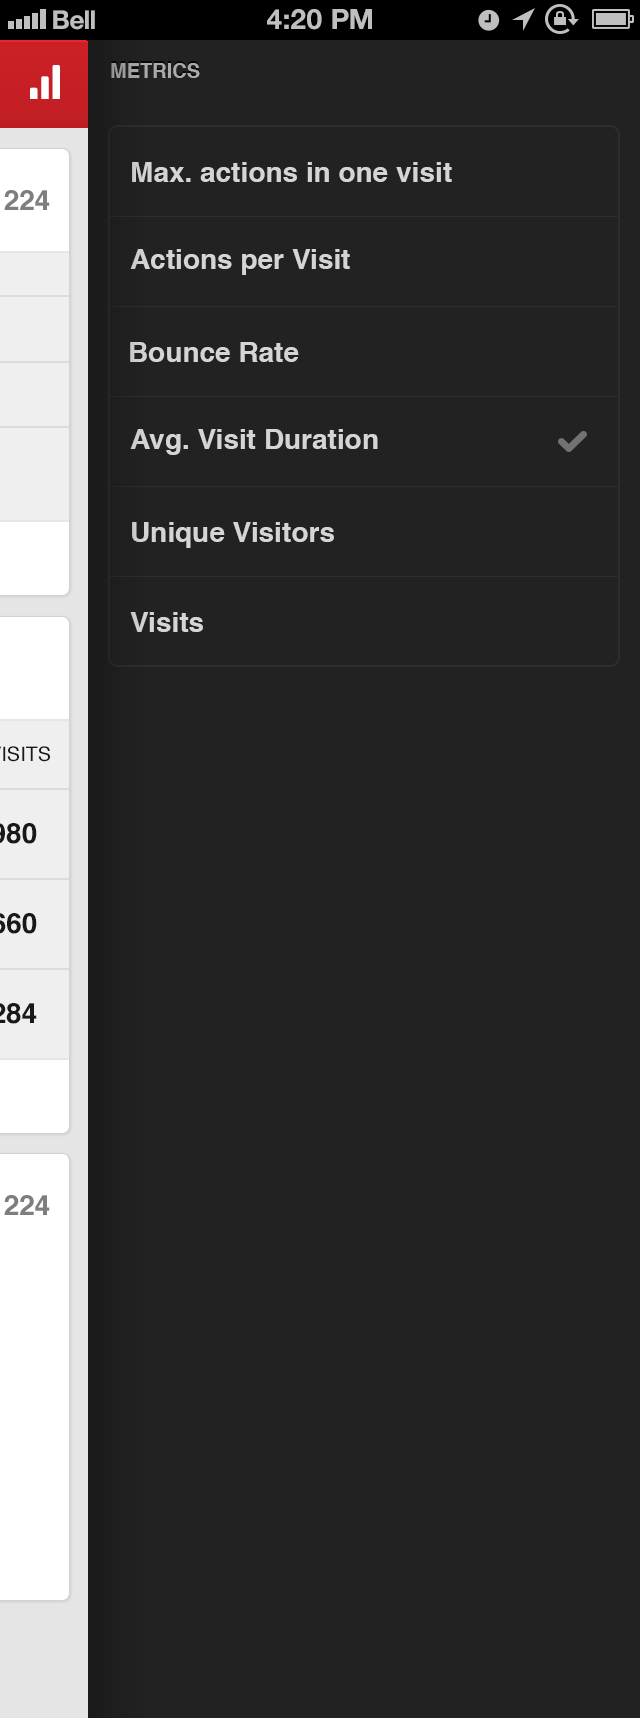 Bell 4:20 PM
METRICS
224
Max. actions in one visit
Actions per Visit
Bounce Rate
Avg. Visit Duration
Unique Visitors
Visits
ISITS
980
660
284
224